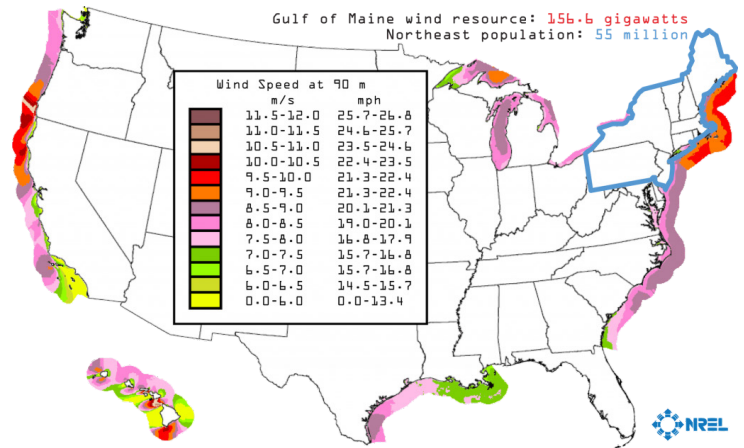 Gulf of Maine wind resource: 156.6 gigawatts
Northeast population: 55 million
Wind Speed at 90 m
m/s mph
11.5-12.0 25.7-26.8
11.0-11.5 24.6-25.7
10.5-11.0 23.5-24.6
10.0-10.5 22.4-23.5
9.5-10.0 21.3-22.4
9.0-9.5 21.3-22.4
8.5-9.0 20.1-21.3
8.0-8.5 19.0-20.1
7.5-8.0 16.8-17.9
7.0-7.5 15.7-16.8
6.5-7.0 15.7-16.8
6.0-6.5 14.5-15.7
0.0-6.0 0.0-13.4
NREL